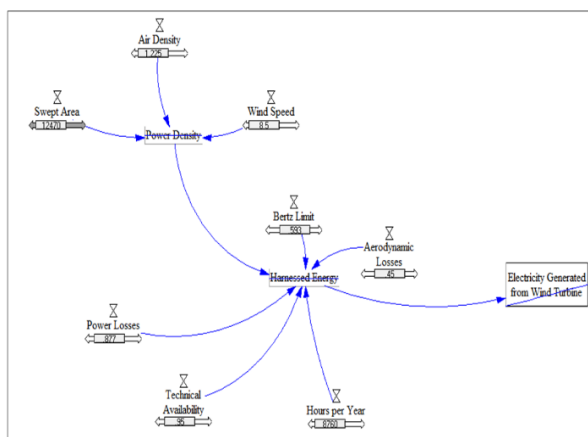 Air Density
1.225
Swept Area
12470
Wind Speed
8.5
Power Density
Bertz Limit
.593
Aerodynamic
Losses
.45
Harnessed Energy
Electricity Generated
from Wind Turbine
Power Losses
.877
Technical
Availability
.95
Hours per Year
8760